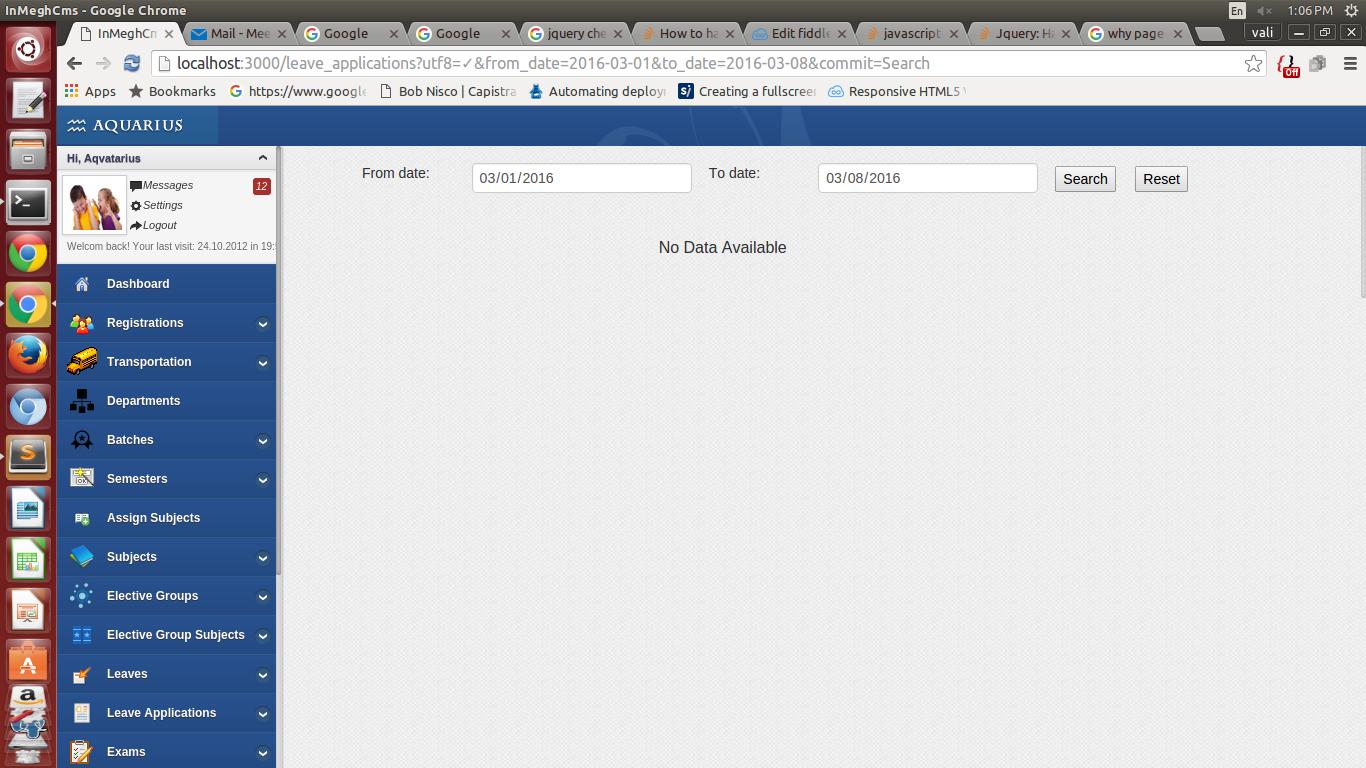 InMeghCms - Google Chrome
En
1:06 PM
InMeghCm
Mail - Mee
Google
Google
jquery che
How to ha
Edit fiddle
javascript
Jquery: Ha
why page
vali
localhost:3000/leave_applications?utf8=✓&from_date=2016-03-01&to_date=2016-03-08&commit=Search
Off
Apps
Bookmarks
https://www.google
Bob Nisco | Capistra
Automating deploy
Creating a fullscreen
Responsive HTML5
AQUARIUS
Hi, Aqvatarius
Messages
12
Settings
Logout
Welcom back! Your last visit: 24.10.2012 in 19:
From date:
03/01/2016
To date:
03/08/2016
Search
Reset
No Data Available
Dashboard
Registrations
Transportation
Departments
Batches
Semesters
Assign Subjects
Subjects
Elective Groups
Elective Group Subjects
Leaves
Leave Applications
Exams